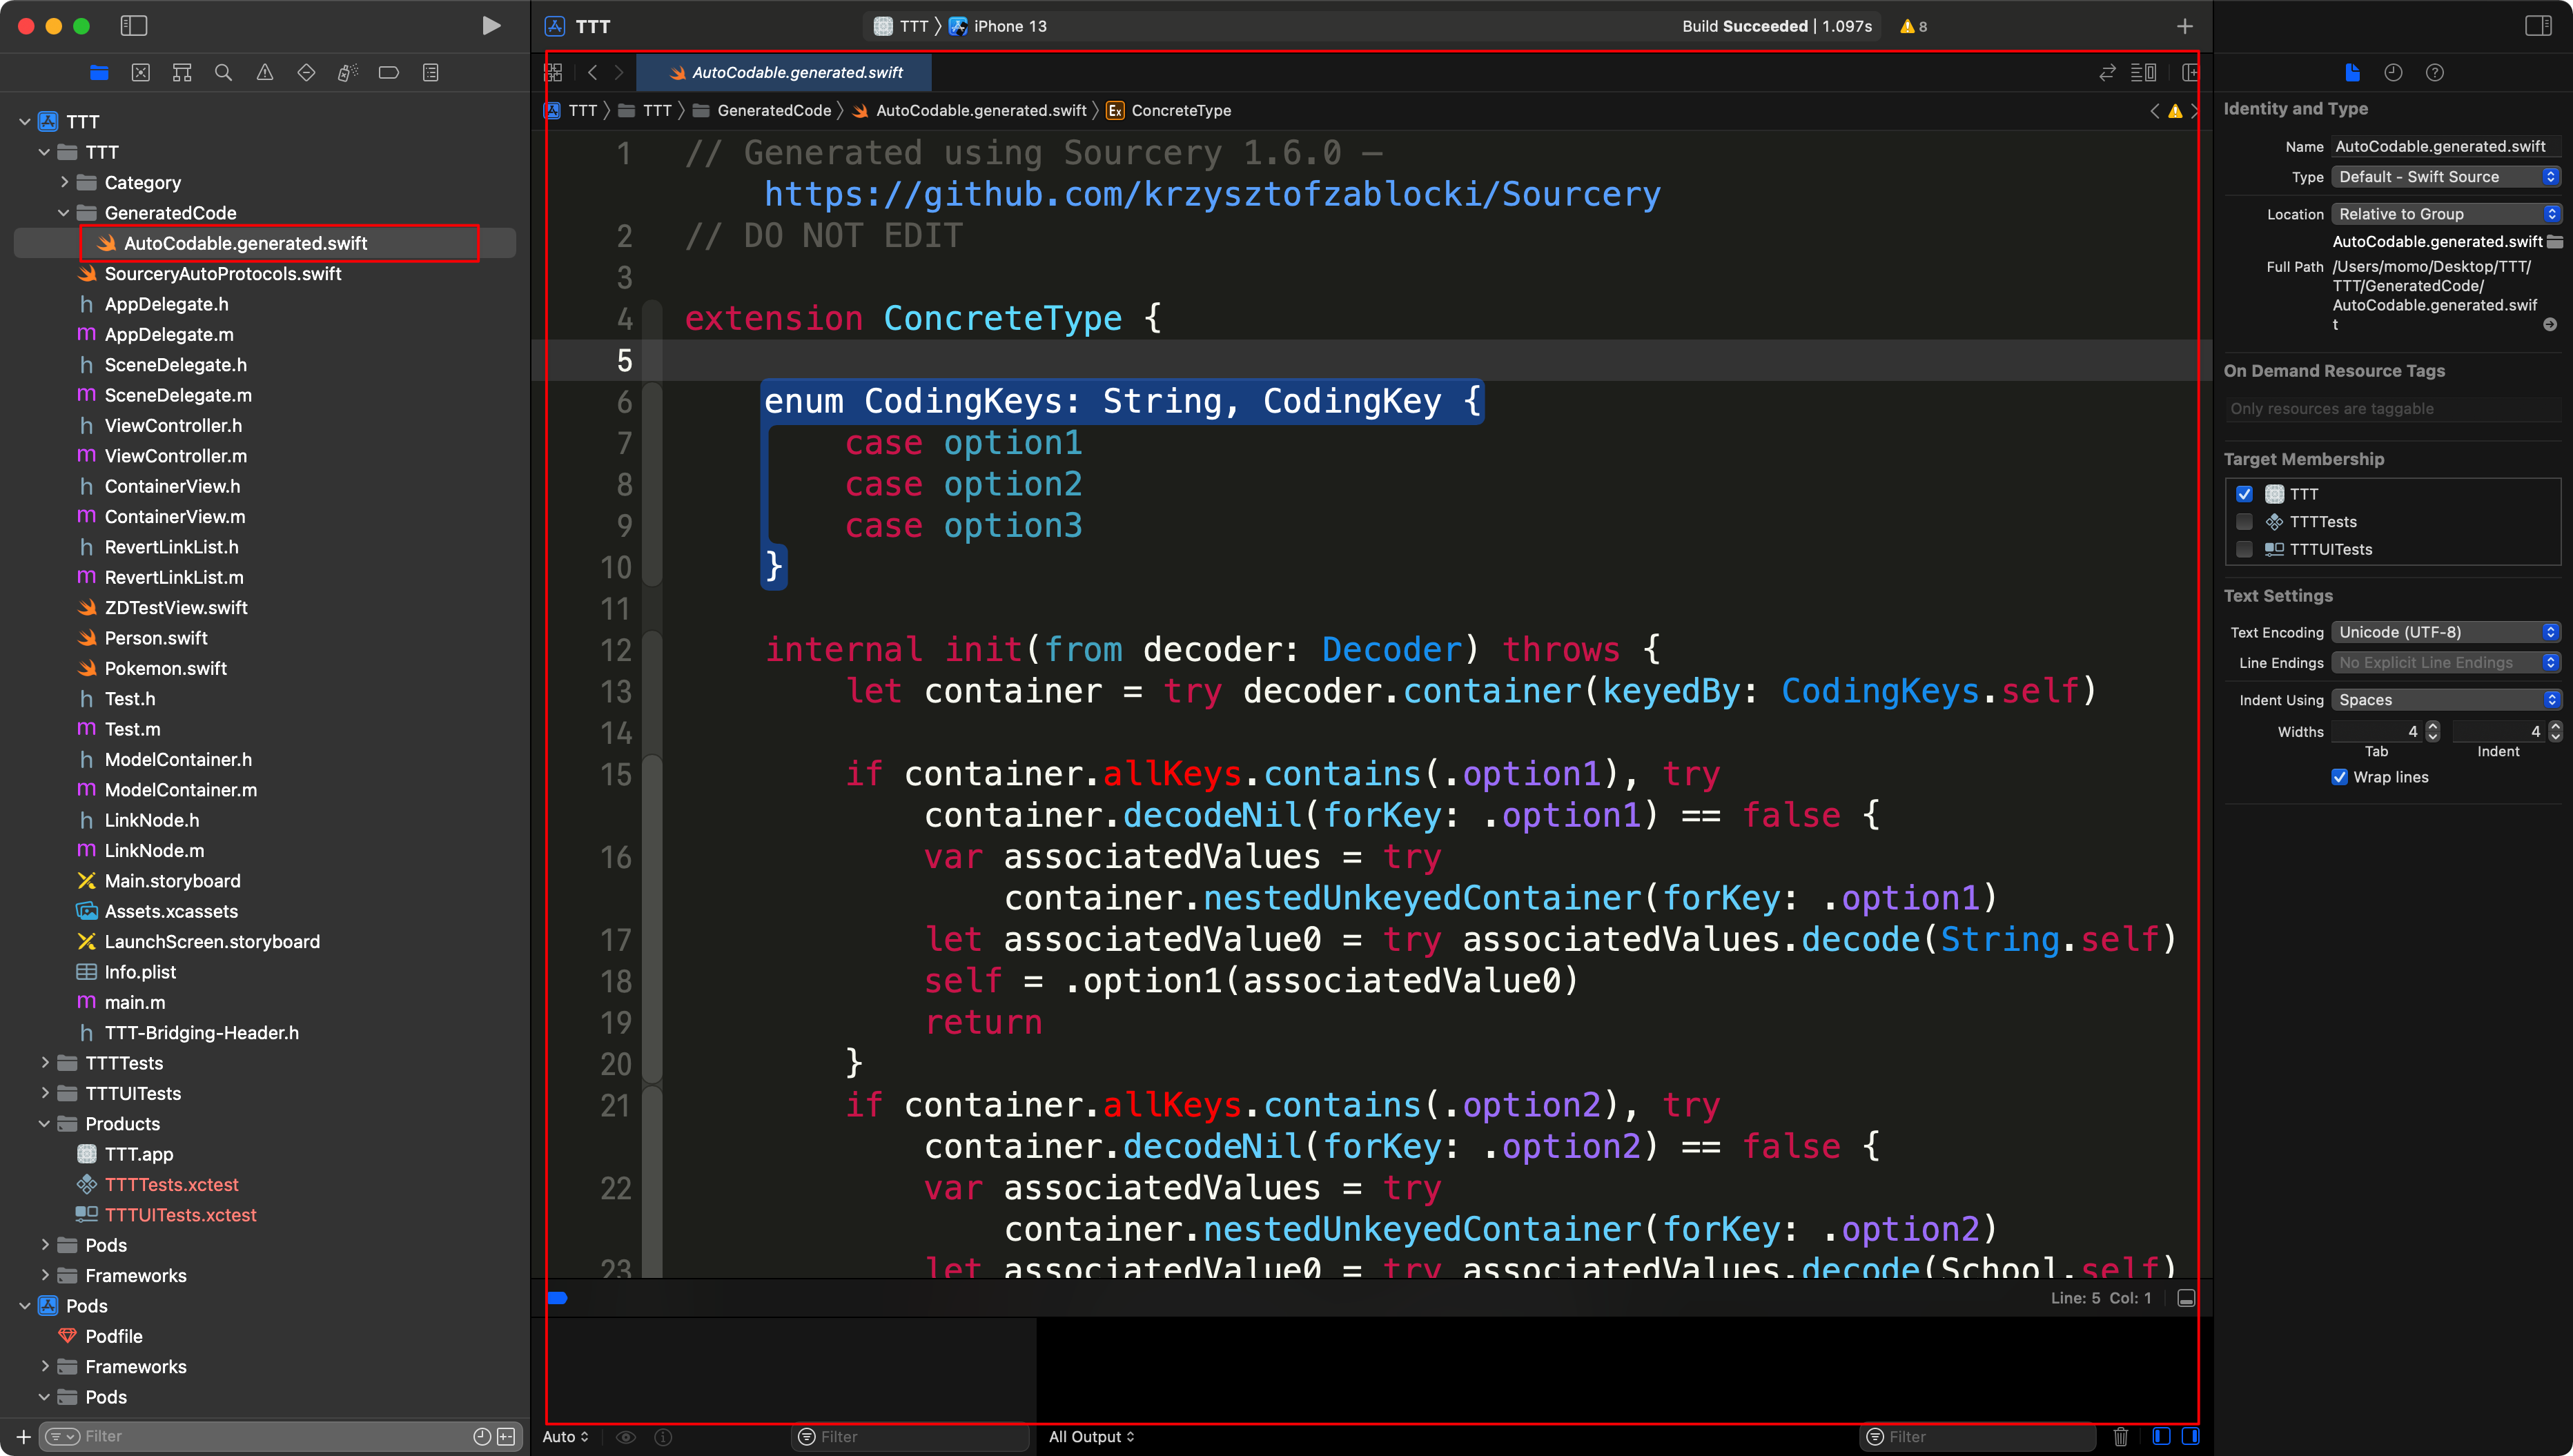 TTT
TTT
iPhone 13
Build Succeeded | 1.097s
8
AutoCodable.generated.swift
TTT
TTT
GeneratedCode
AutoCodable.generated.swift
Ex
ConcreteType
TTT
TTT
Category
GeneratedCode
AutoCodable.generated.swift
SourceryAutoProtocols.swift
h AppDelegate.h
m AppDelegate.m
h SceneDelegate.h
m SceneDelegate.m
h ViewController.h
m ViewController.m
h ContainerView.h
m ContainerView.m
h RevertLinkList.h
m RevertLinkList.m
ZDTestView.swift
Person.swift
Pokemon.swift
h Test.h
m Test.m
h ModelContainer.h
m ModelContainer.m
h LinkNode.h
m LinkNode.m
Main.storyboard
Assets.xcassets
LaunchScreen.storyboard
Info.plist
m main.m
h TTT-Bridging-Header.h
TTTTests
TTTUITests
Products
TTT.app
TTTTests.xctest
TTTUITests.xctest
Pods
Frameworks
Pods
Podfile
Frameworks
Pods
Filter
1 // Generated using Sourcery 1.6.0 —
https://github.com/krzysztofzablocki/Sourcery
2 // DO NOT EDIT
3
4 extension ConcreteType {
5
6 enum CodingKeys: String, CodingKey {
7 case option1
8 case option2
9 case option3
10 }
11
12 internal init(from decoder: Decoder) throws {
13 let container = try decoder.container(keyedBy: CodingKeys.self)
14
15 if container.allKeys.contains(.option1), try
container.decodeNil(forKey: .option1) == false {
16 var associatedValues = try
container.nestedUnkeyedContainer(forKey: .option1)
17 let associatedValue0 = try associatedValues.decode(String.self)
18 self = .option1(associatedValue0)
19 return
20 }
21 if container.allKeys.contains(.option2), try
container.decodeNil(forKey: .option2) == false {
22 var associatedValues = try
container.nestedUnkeyedContainer(forKey: .option2)
23 let associatedValue0 = try associatedValues.decode(School.self)
Line: 5 Col: 1
Auto
Filter
All Output
Filter
Identity and Type
Name AutoCodable.generated.swift
Type Default - Swift Source
Location Relative to Group
AutoCodable.generated.swift
Full Path /Users/momo/Desktop/TTT/
TTT/GeneratedCode/
AutoCodable.generated.swif
t
On Demand Resource Tags
Only resources are taggable
Target Membership
TTT
TTTTests
TTTUITests
Text Settings
Text Encoding Unicode (UTF-8)
Line Endings No Explicit Line Endings
Indent Using Spaces
Widths 4 4
Tab Indent
Wrap lines